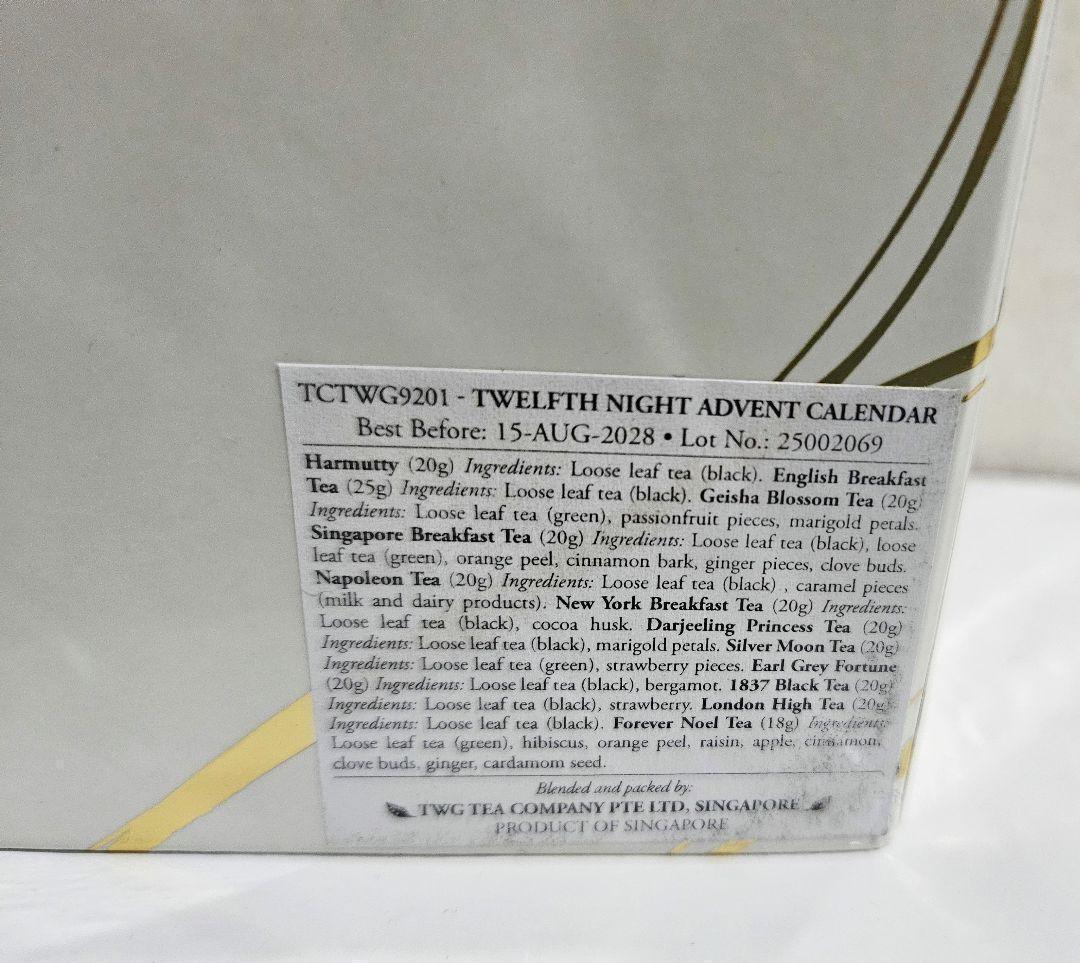 TCTWG9201 - TWELFTH NIGHT ADVENT CALENDAR
Best Before: 15-AUG-2028 • Lot No.: 25002069
Harmutty (20g) Ingredients: Loose leaf tea (black). English Breakfast
Tea (25g) Ingredients: Loose leaf tea (black). Geisha Blossom Tea (20g)
Ingredients: Loose leaf tea (green), passionfruit pieces, marigold petals.
Singapore Breakfast Tea (20g) Ingredients: Loose leaf tea (black), loose
leaf tea (green), orange peel, cinnamon bark, ginger pieces, clove buds.
Napoleon Tea (20g) Ingredients: Loose leaf tea (black) , caramel pieces
(milk and dairy products). New York Breakfast Tea (20g) Ingredients:
Loose leaf tea (black), cocoa husk. Darjeeling Princess Tea (20g)
Ingredients: Loose leaf tea (black), marigold petals. Silver Moon Tea (20g)
Ingredients: Loose leaf tea (green), strawberry pieces. Earl Grey Fortune
(20g) Ingredients: Loose leaf tea (black), bergamot. 1837 Black Tea (20g)
Ingredients: Loose leaf tea (black), strawberry. London High Tea (20g)
Ingredients: Loose leaf tea (black). Forever Noel Tea (18g) Ingredients:
Loose leaf tea (green), hibiscus, orange peel, raisin, apple, cinnamon,
clove buds, ginger, cardamom seed.
Blended and packed by:
TWG TEA COMPANY PTE LTD, SINGAPORE
PRODUCT OF SINGAPORE